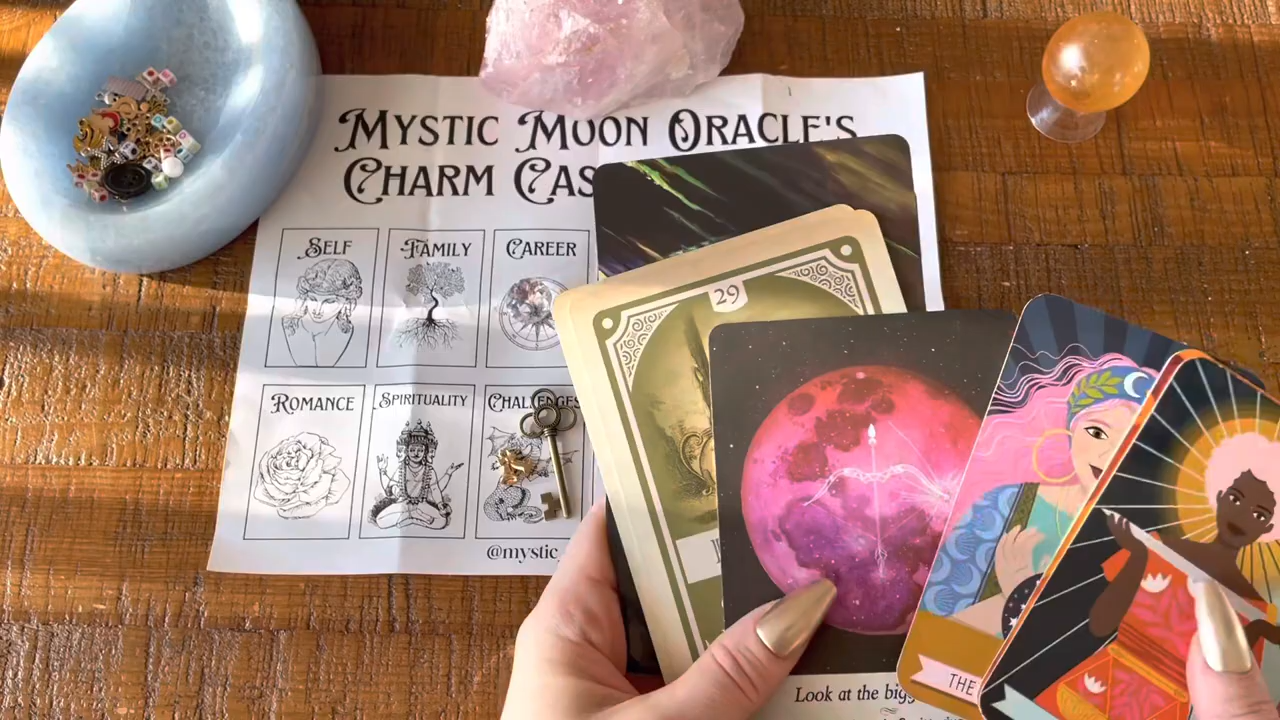 MYSTIC MOON ORACLE'S
CHARM CAS
SELF
FAMILY
CAREER
ROMANCE
SPIRITUALITY
CHALLENGES
@mystic
29
Look at the bigg
THE